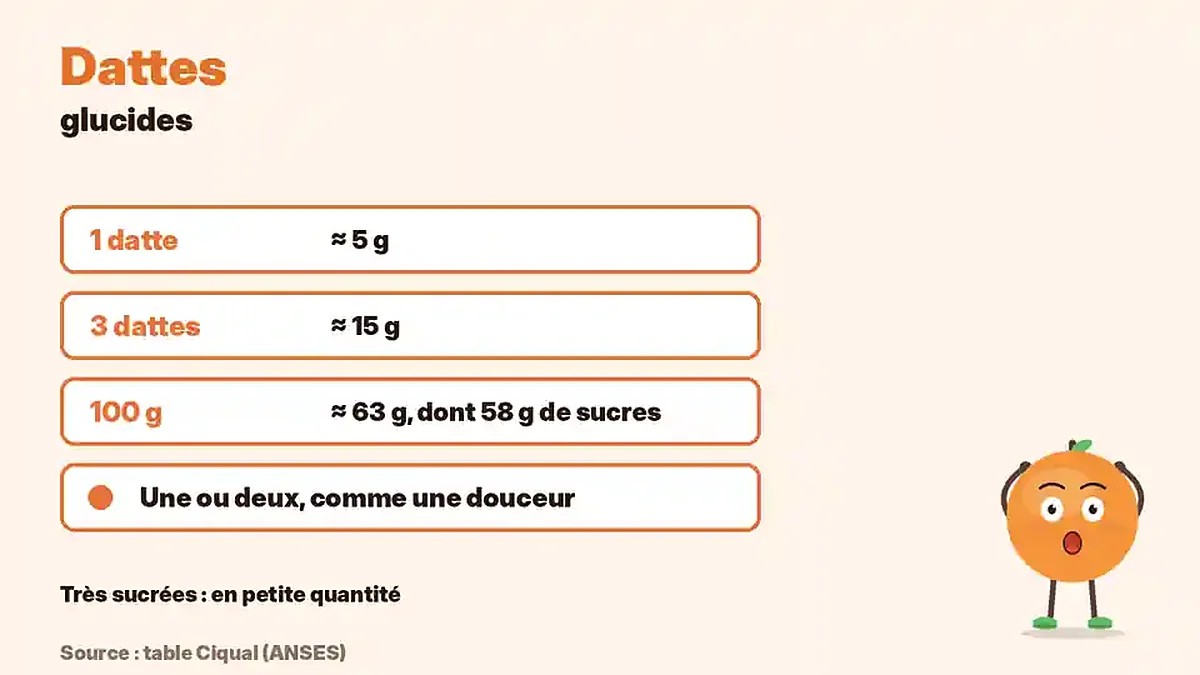 Dattes
glucides
1 datte ≈ 5 g
3 dattes ≈ 15 g
100 g ≈ 63 g, dont 58 g de sucres
Une ou deux, comme une douceur
Très sucrées : en petite quantité
Source : table Ciqual (ANSES)